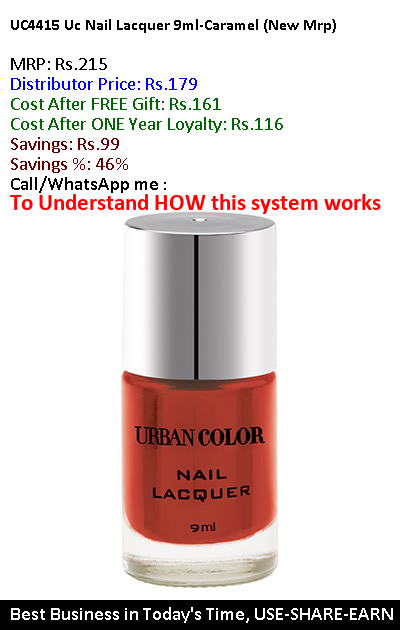 UC4415 Uc Nail Lacquer 9ml-Caramel (New Mrp)
MRP: Rs.215
Distributor Price: Rs.179
Cost After FREE Gift: Rs.161
Cost After ONE Year Loyalty: Rs.116
Savings: Rs.99
Savings %: 46%
Call/WhatsApp me :
To Understand HOW this system works
URBAN COLOR
NAIL
LACQUER
9ml
Best Business in Today's Time, USE-SHARE-EARN